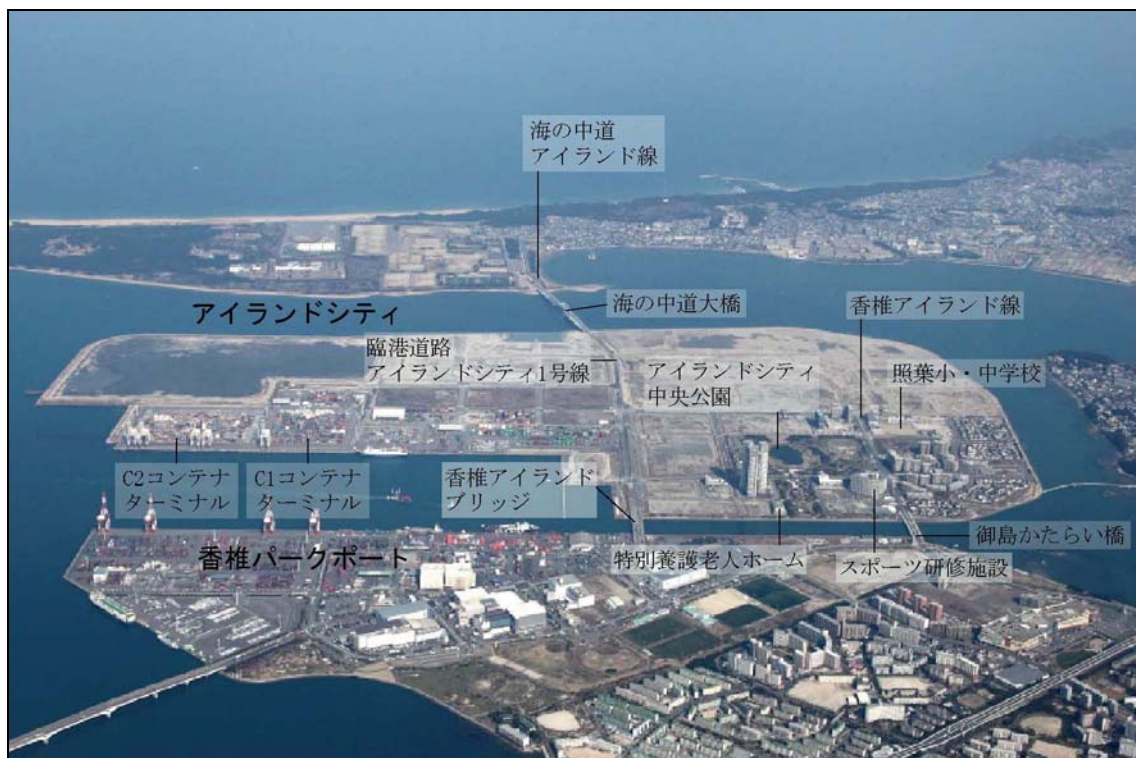 海の中道
アイランド線
アイランドシティ
海の中道大橋
香椎アイランド線
臨港道路
アイランドシティ1号線
アイランドシティ
中央公園
照葉小・中学校
C2コンテナ
ターミナル
C1コンテナ
ターミナル
香椎アイランド
ブリッジ
香椎パークポート
特別養護老人ホーム
スポーツ研修施設
御島かたらい橋